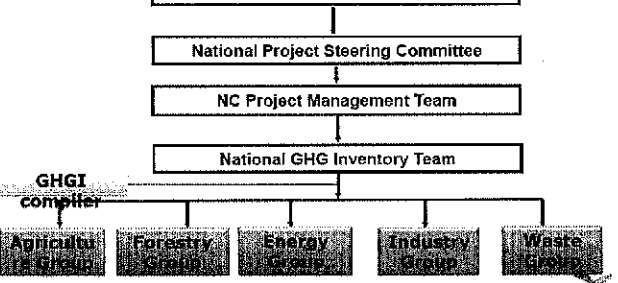 National Project Steering Committee
NC Project Management Team
National GHG Inventory Team
GHGI
compiler
Agricultu
re Group
Forestry
Group
Energy
Group
Industry
Group
Waste
Group